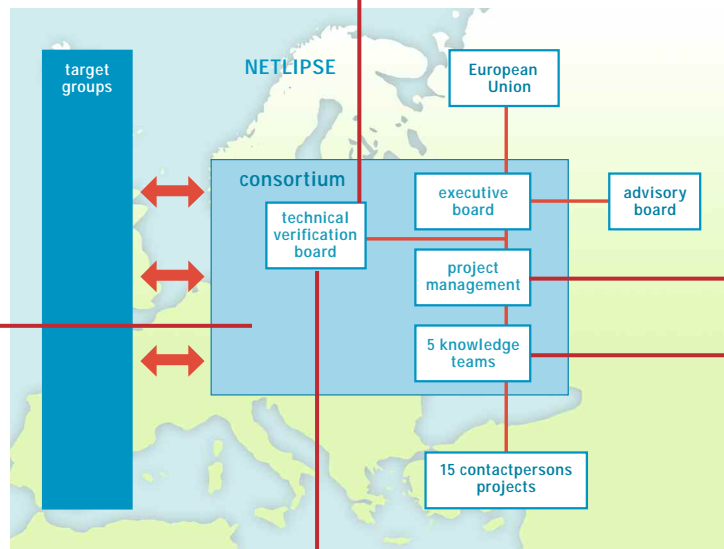 target
groups
NETLIPSE
European
Union
consortium
technical
verification
board
executive
board
advisory
board
project
management
5 knowledge
teams
15 contactpersons
projects